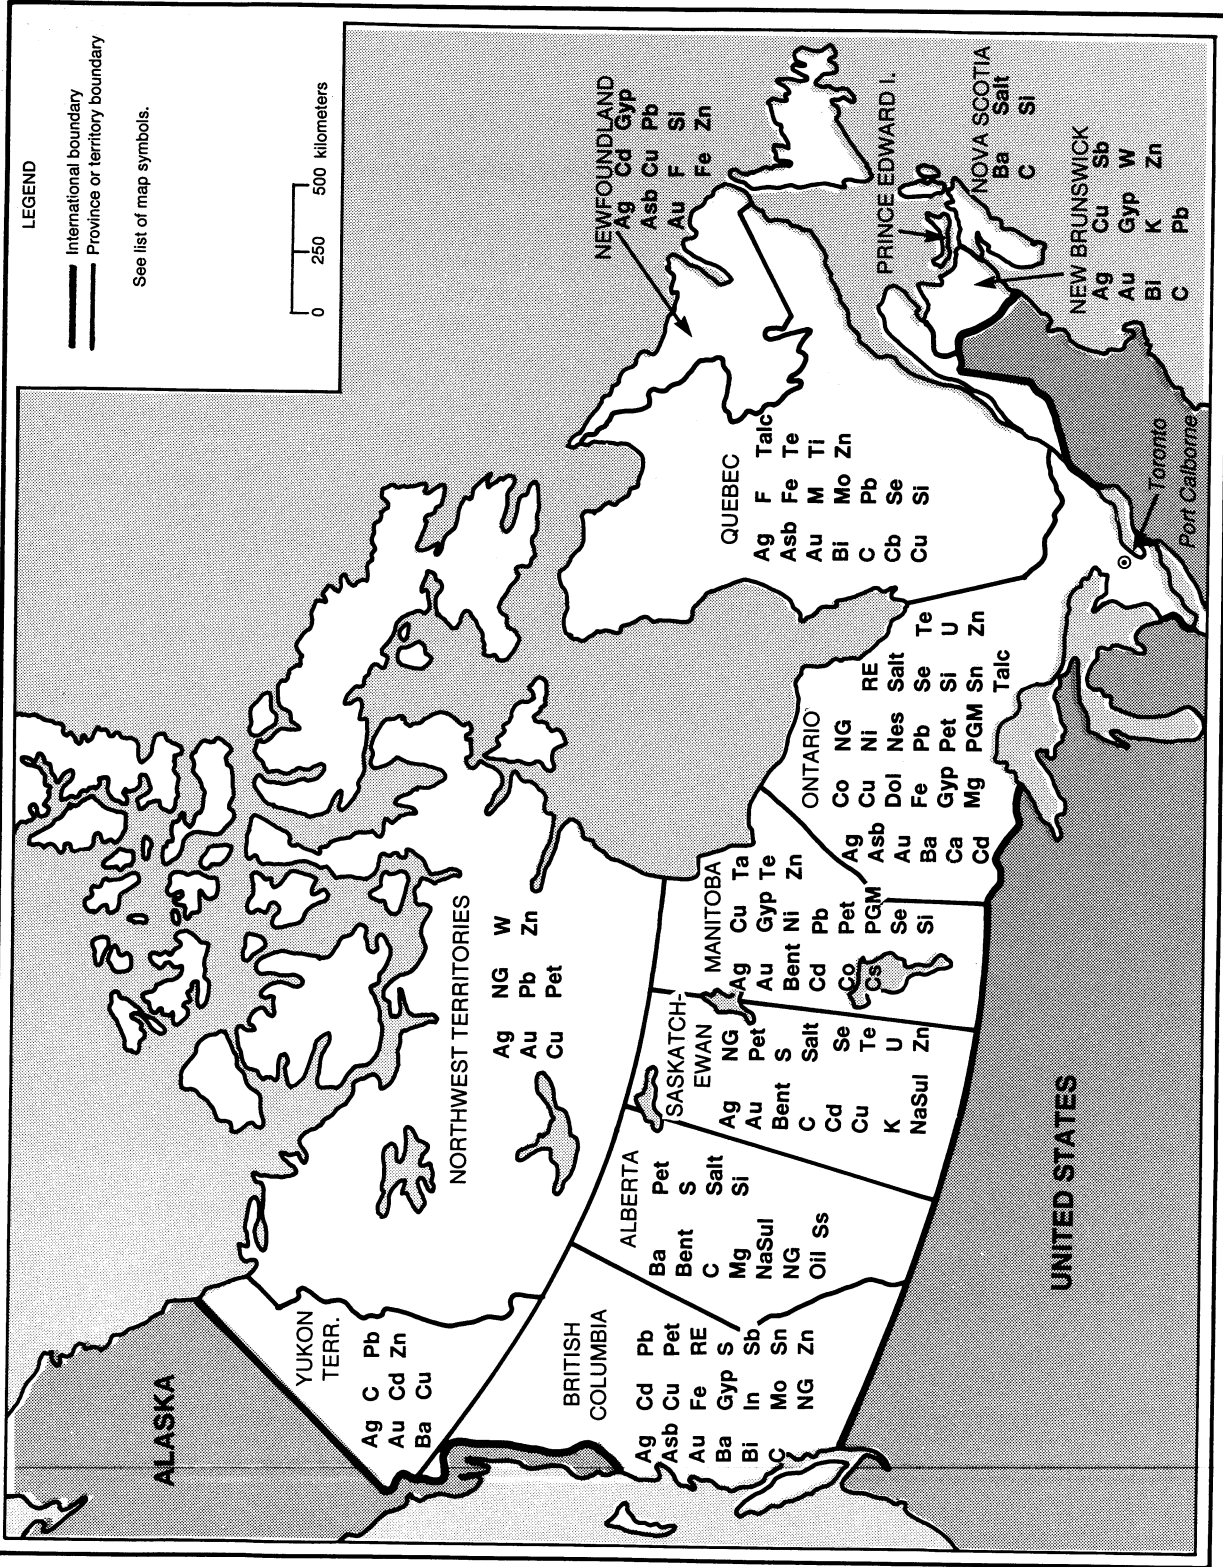 LEGEND
International boundary
Province or territory boundary
See list of map symbols.
0 250 500 kilometers
ALASKA
YUKON
TERR.
Ag C Pb
Au Cd Zn
Ba Cu
NORTHWEST TERRITORIES
Ag NG W
Au Pb Zn
Cu Pet
BRITISH
COLUMBIA
Ag Cd Pb
Asb Cu Pet
Au Fe RE
Ba Gyp S
Bi In Sb
C Mo Sn
NG Zn
ALBERTA
Ba Pet
Bent S
C Salt
Mg Si
NaSul
NG
Oil Ss
SASKATCH-
EWAN
Ag NG
Au Pet
Bent S
C Salt
Cd Se
Cu Te
K U
NaSul Zn
MANITOBA
Ag Cu Ta
Au Gyp Te
Bent Ni Zn
Cd Pb
Co Pet
Cs PGM
Se
Si
ONTARIO
Co NG
Ag Cu Ni RE
Asb Dol Nes Salt
Au Fe Pb Se Te
Ba Gyp Pet Si U
Ca Mg PGM Sn Zn
Cd Talc
QUEBEC
Ag F Talc
Asb Fe Te
Au M Ti
Bi Mo Zn
C Pb
Cb Se
Cu Si
NEWFOUNDLAND
Ag Cd Gyp
Asb Cu Pb
Au F Si
Fe Zn
PRINCE EDWARD I.
NOVA SCOTIA
Ba Salt
C Si
NEW BRUNSWICK
Ag Cu Sb
Au Gyp W
Bi K Zn
C Pb
Toronto
Port Calborne
UNITED STATES